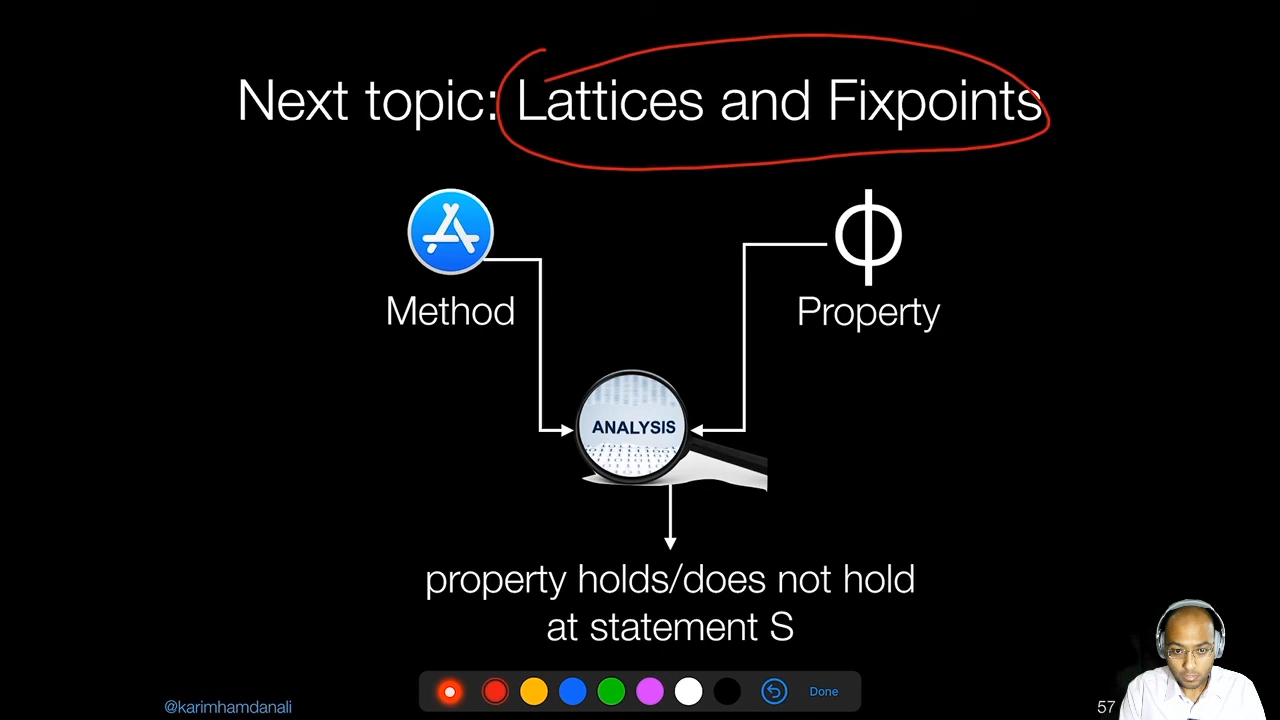 Next topic: Lattices and Fixpoints
Method
Φ
Property
ANALYSIS
property holds/does not hold
at statement S
Done
@karimhamdanali
57